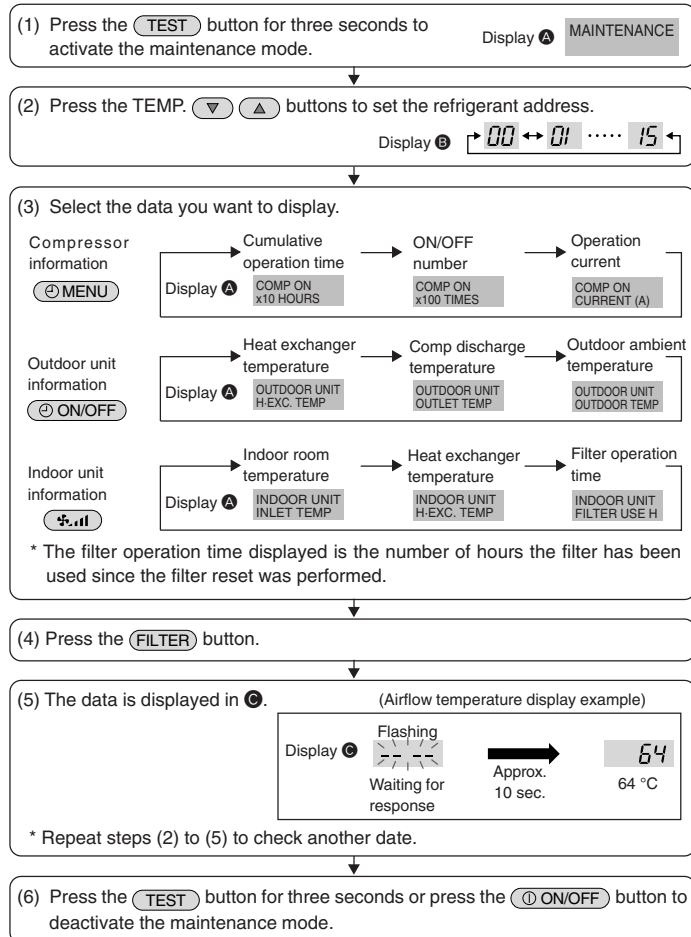 (1) Press the TEST button for three seconds to
activate the maintenance mode.
Display A
MAINTENANCE
(2) Press the TEMP. ▼ △ buttons to set the refrigerant address.
Display B 00 ↔ 01 ····· 15
(3) Select the data you want to display.
Compressor
information
MENU
Display A
Cumulative
operation time
COMP ON
x10 HOURS
ON/OFF
number
COMP ON
x100 TIMES
Operation
current
COMP ON
CURRENT (A)
Outdoor unit
information
ON/OFF
Display A
Heat exchanger
temperature
OUTDOOR UNIT
H·EXC. TEMP
Comp discharge
temperature
OUTDOOR UNIT
OUTLET TEMP
Outdoor ambient
temperature
OUTDOOR UNIT
OUTDOOR TEMP
Indoor unit
information
Display A
Indoor room
temperature
INDOOR UNIT
INLET TEMP
Heat exchanger
temperature
INDOOR UNIT
H·EXC. TEMP
Filter operation
time
INDOOR UNIT
FILTER USE H
* The filter operation time displayed is the number of hours the filter has been
used since the filter reset was performed.
(4) Press the FILTER button.
(5) The data is displayed in C.
(Airflow temperature display example)
Display C
Flashing
-- --
Waiting for
response
Approx.
10 sec.
64
64 °C
* Repeat steps (2) to (5) to check another date.
(6) Press the TEST button for three seconds or press the ON/OFF button to
deactivate the maintenance mode.